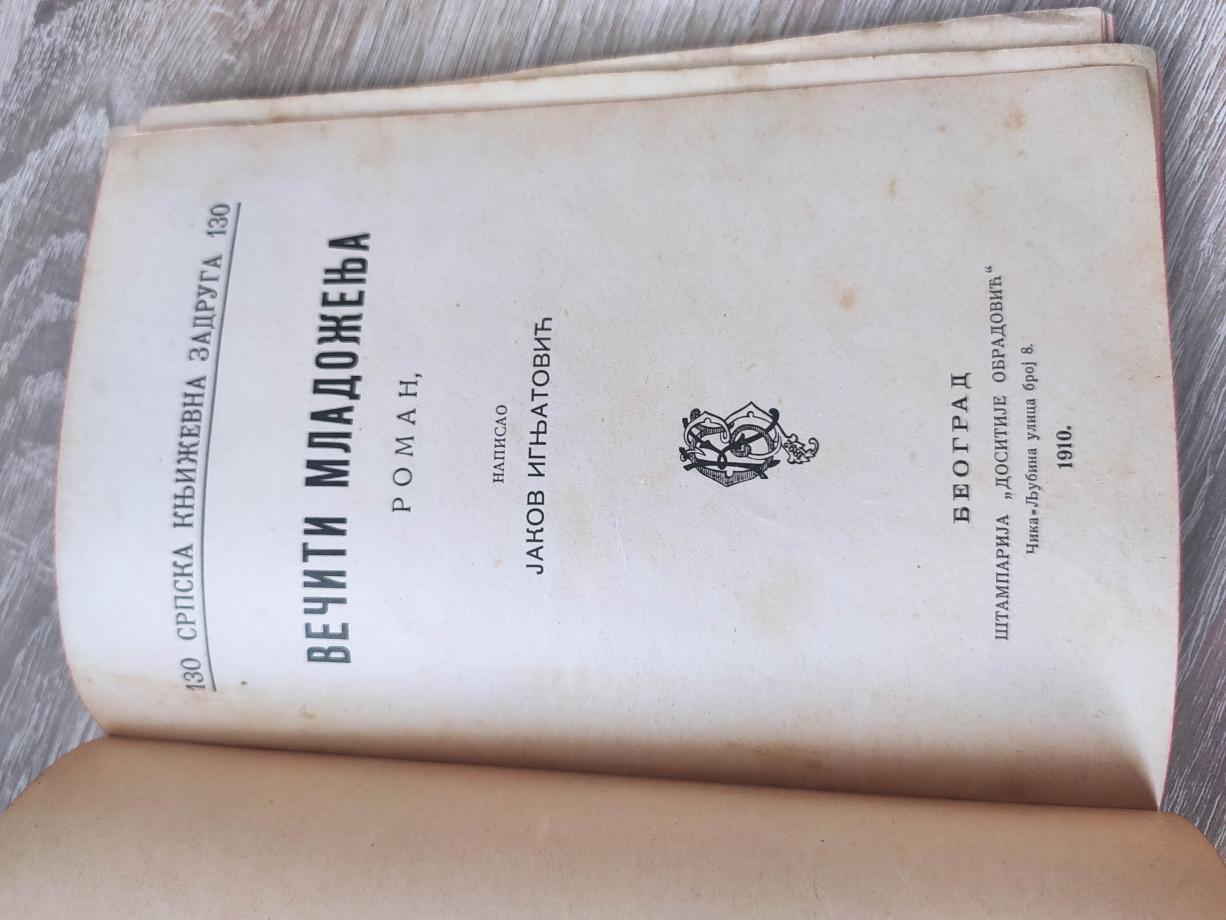 130 СРПСКА КЊИЖЕВНА ЗАДРУГА 130
ВЕЧИТИ МЛАДОЖЕЊА
РОМАН,
НАПИСАО
ЈАКОВ ИГЊАТОВИЋ
БЕОГРАД
ШТАМПАРИЈА „ДОСИТИЈЕ ОБРАДОВИЋ“
Чика-Љубина улица број 8.
1910.